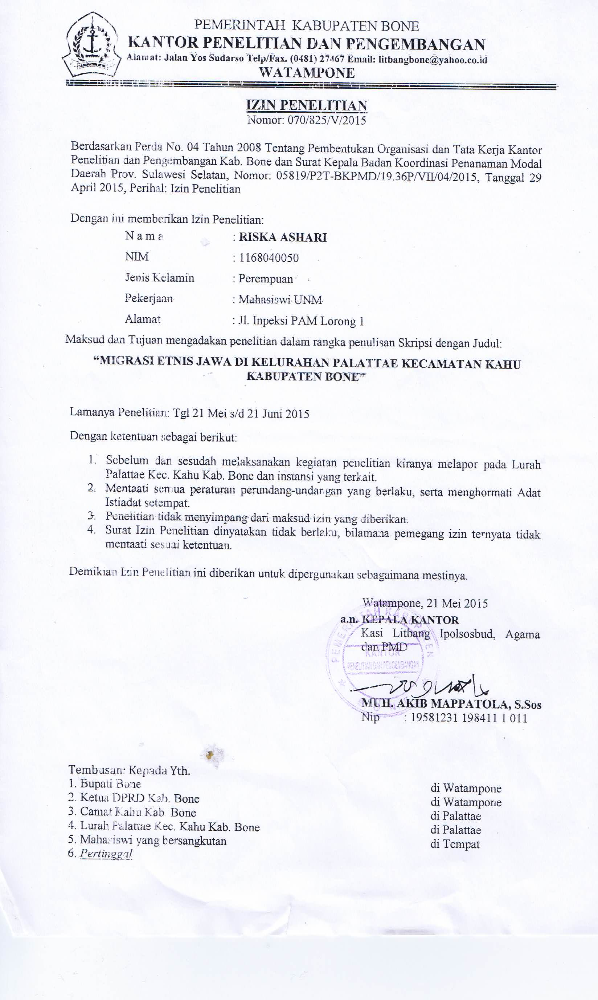 PEMERINTAH KABUPATEN BONE
KANTOR PENELITIAN DAN PENGEMBANGAN
Alamat: Jalan Yos Sudarso Telp/Fax. (0481) 27467 Email: litbangbone@yahoo.co.id
WATAMPONE
IZIN PENELITIAN
Nomor: 070/825/V/2015
Berdasarkan Perda No. 04 Tahun 2008 Tentang Pembentukan Organisasi dan Tata Kerja Kantor
Penelitian dan Pengembangan Kab. Bone dan Surat Kepala Badan Koordinasi Penanaman Modal
Daerah Prov. Sulawesi Selatan, Nomor: 05819/P2T-BKPMD/19.36P/VII/04/2015, Tanggal 29
April 2015, Perihal: Izin Penelitian
Dengan ini memberikan Izin Penelitian:
N a m a : RISKA ASHARI
NIM : 1168040050
Jenis Kelamin : Perempuan
Pekerjaan : Mahasiswi UNM
Alamat : Jl. Inpeksi PAM Lorong 1
Maksud dan Tujuan mengadakan penelitian dalam rangka penulisan Skripsi dengan Judul:
“MIGRASI ETNIS JAWA DI KELURAHAN PALATTAE KECAMATAN KAHU
KABUPATEN BONE”
Lamanya Penelitian: Tgl 21 Mei s/d 21 Juni 2015
Dengan ketentuan sebagai berikut:
1. Sebelum dan sesudah melaksanakan kegiatan penelitian kiranya melapor pada Lurah
Palattae Kec. Kahu Kab. Bone dan instansi yang terkait.
2. Mentaati semua peraturan perundang-undangan yang berlaku, serta menghormati Adat
Istiadat setempat.
3. Penelitian tidak menyimpang dari maksud izin yang diberikan.
4. Surat Izin Penelitian dinyatakan tidak berlaku, bilamana pemegang izin ternyata tidak
mentaati sesuai ketentuan.
Demikian Izin Penelitian ini diberikan untuk dipergunakan sebagaimana mestinya.
Watampone, 21 Mei 2015
a.n. KEPALA KANTOR
Kasi Litbang Ipolsosbud, Agama
dan PMD
PEMERINTAH KABUPATEN
KANTOR
PENELITIAN DAN PENGEMBANGAN
BONE
MUH. AKIB MAPPATOLA, S.Sos
Nip : 19581231 198411 1 011
Tembusan: Kepada Yth.
1. Bupati Bone di Watampone
2. Ketua DPRD Kab. Bone di Watampone
3. Camat Kahu Kab Bone di Palattae
4. Lurah Palattae Kec. Kahu Kab. Bone di Palattae
5. Mahasiswi yang bersangkutan di Tempat
6. Pertinggal